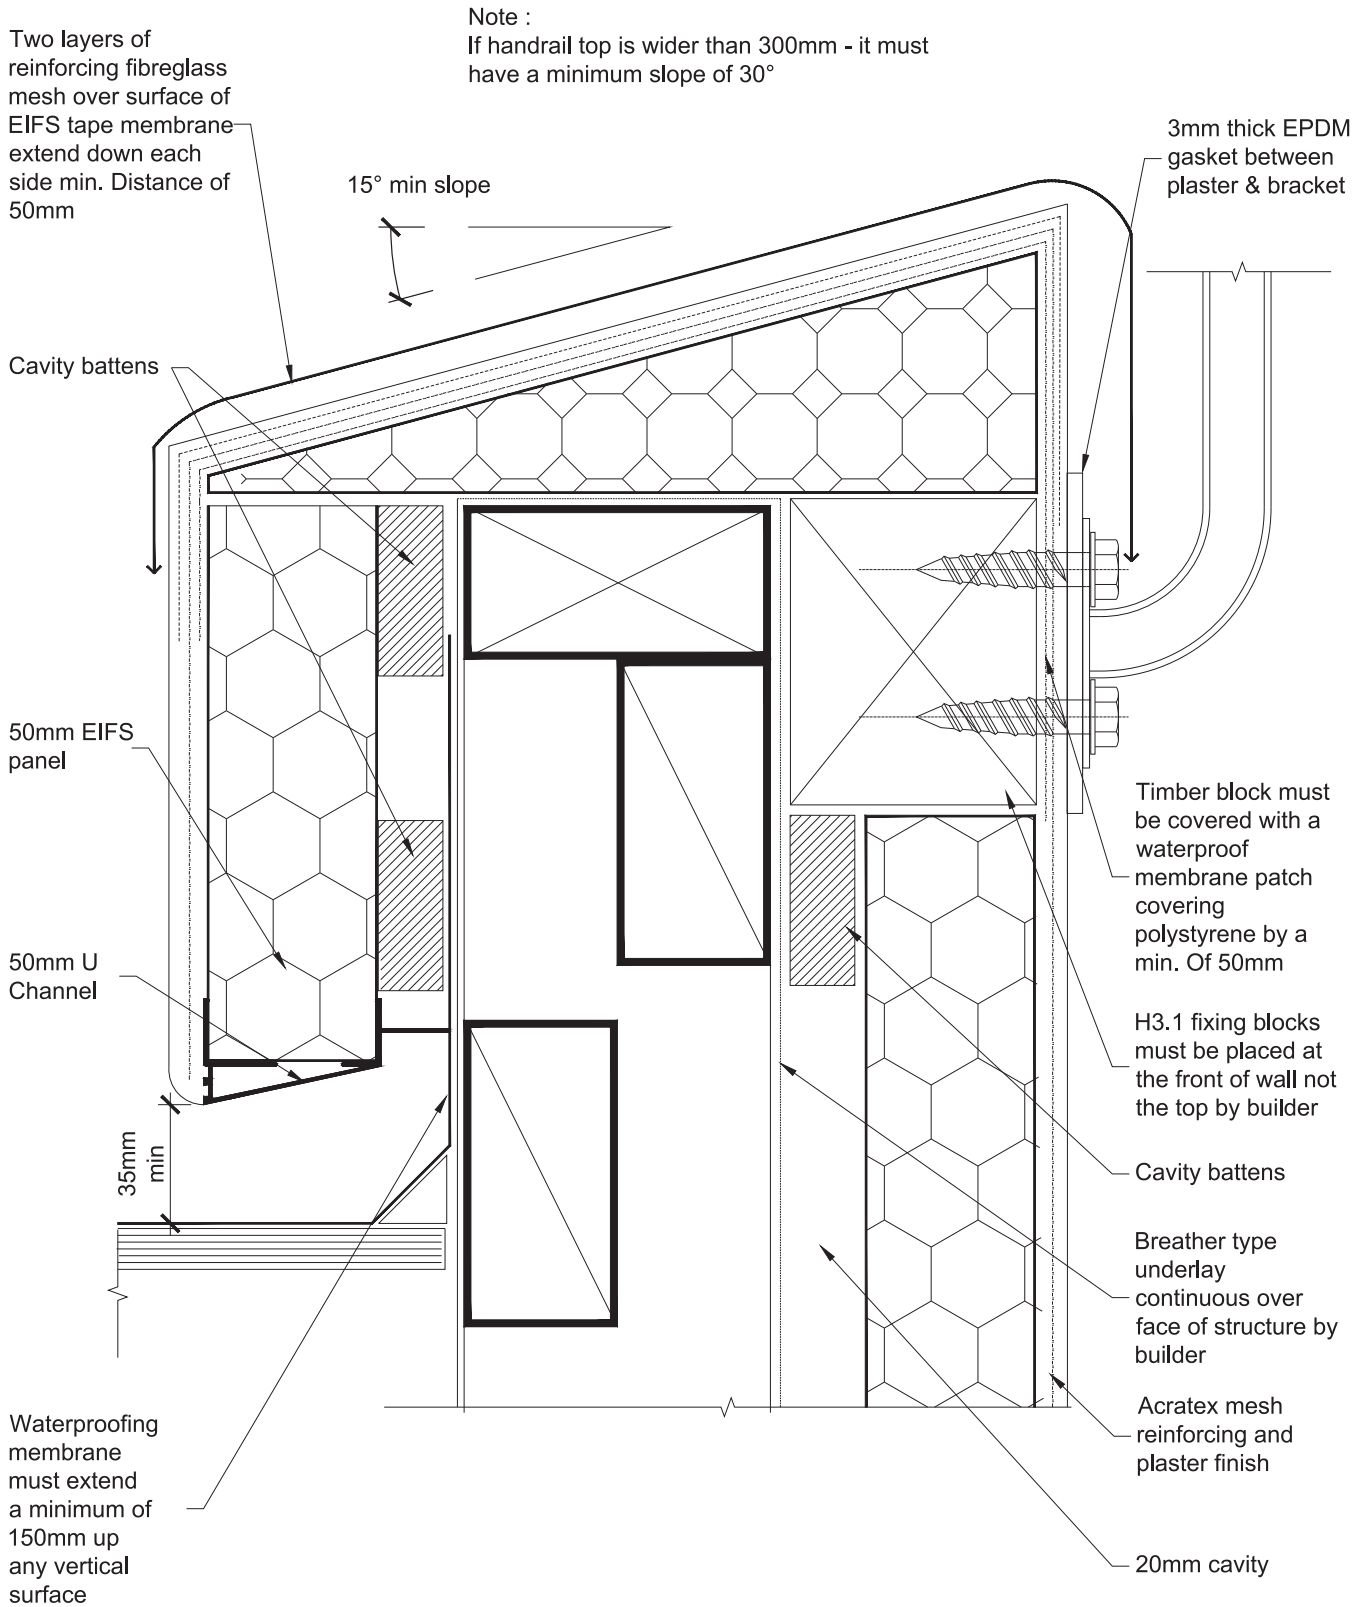 Note :
If handrail top is wider than 300mm - it must
have a minimum slope of 30°
Two layers of
reinforcing fibreglass
mesh over surface of
EIFS tape membrane
extend down each
side min. Distance of
50mm
15° min slope
3mm thick EPDM
gasket between
plaster & bracket
Cavity battens
50mm EIFS
panel
50mm U
Channel
35mm
min
Waterproofing
membrane
must extend
a minimum of
150mm up
any vertical
surface
Timber block must
be covered with a
waterproof
membrane patch
covering
polystyrene by a
min. Of 50mm
H3.1 fixing blocks
must be placed at
the front of wall not
the top by builder
Cavity battens
Breather type
underlay
continuous over
face of structure by
builder
Acratex mesh
reinforcing and
plaster finish
20mm cavity